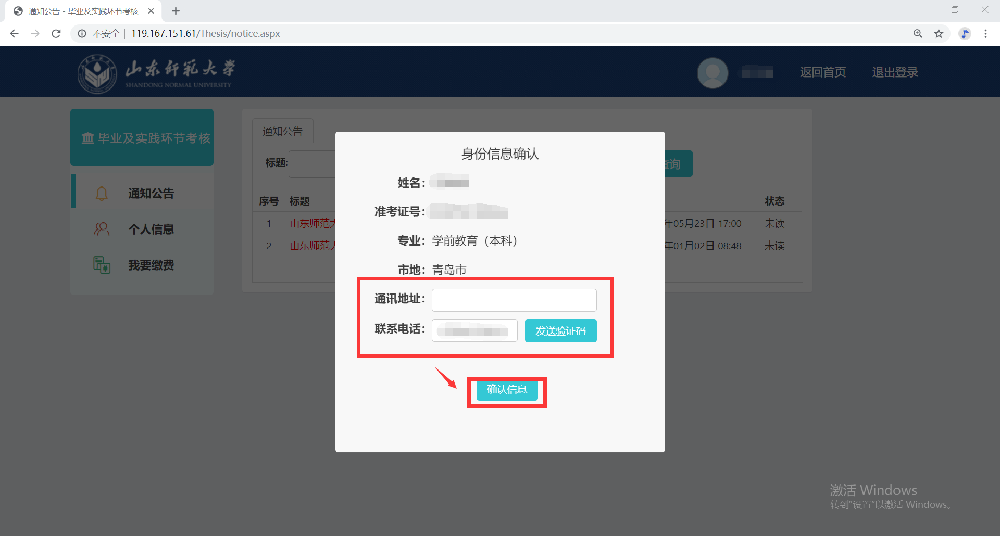 通知公告 - 毕业及实践环节考核
不安全 | 119.167.151.61/Thesis/notice.aspx
山东师范大学
SHANDONG NORMAL UNIVERSITY
返回首页
退出登录
毕业及实践环节考核
通知公告
个人信息
我要缴费
通知公告
标题:
查询
序号 标题 状态
1 山东师范大 年05月23日 17:00 未读
2 山东师范大 年01月02日 08:48 未读
身份信息确认
姓名：
准考证号：
专业： 学前教育（本科）
市地： 青岛市
通讯地址：
联系电话： 发送验证码
确认信息
激活 Windows
转到“设置”以激活 Windows。